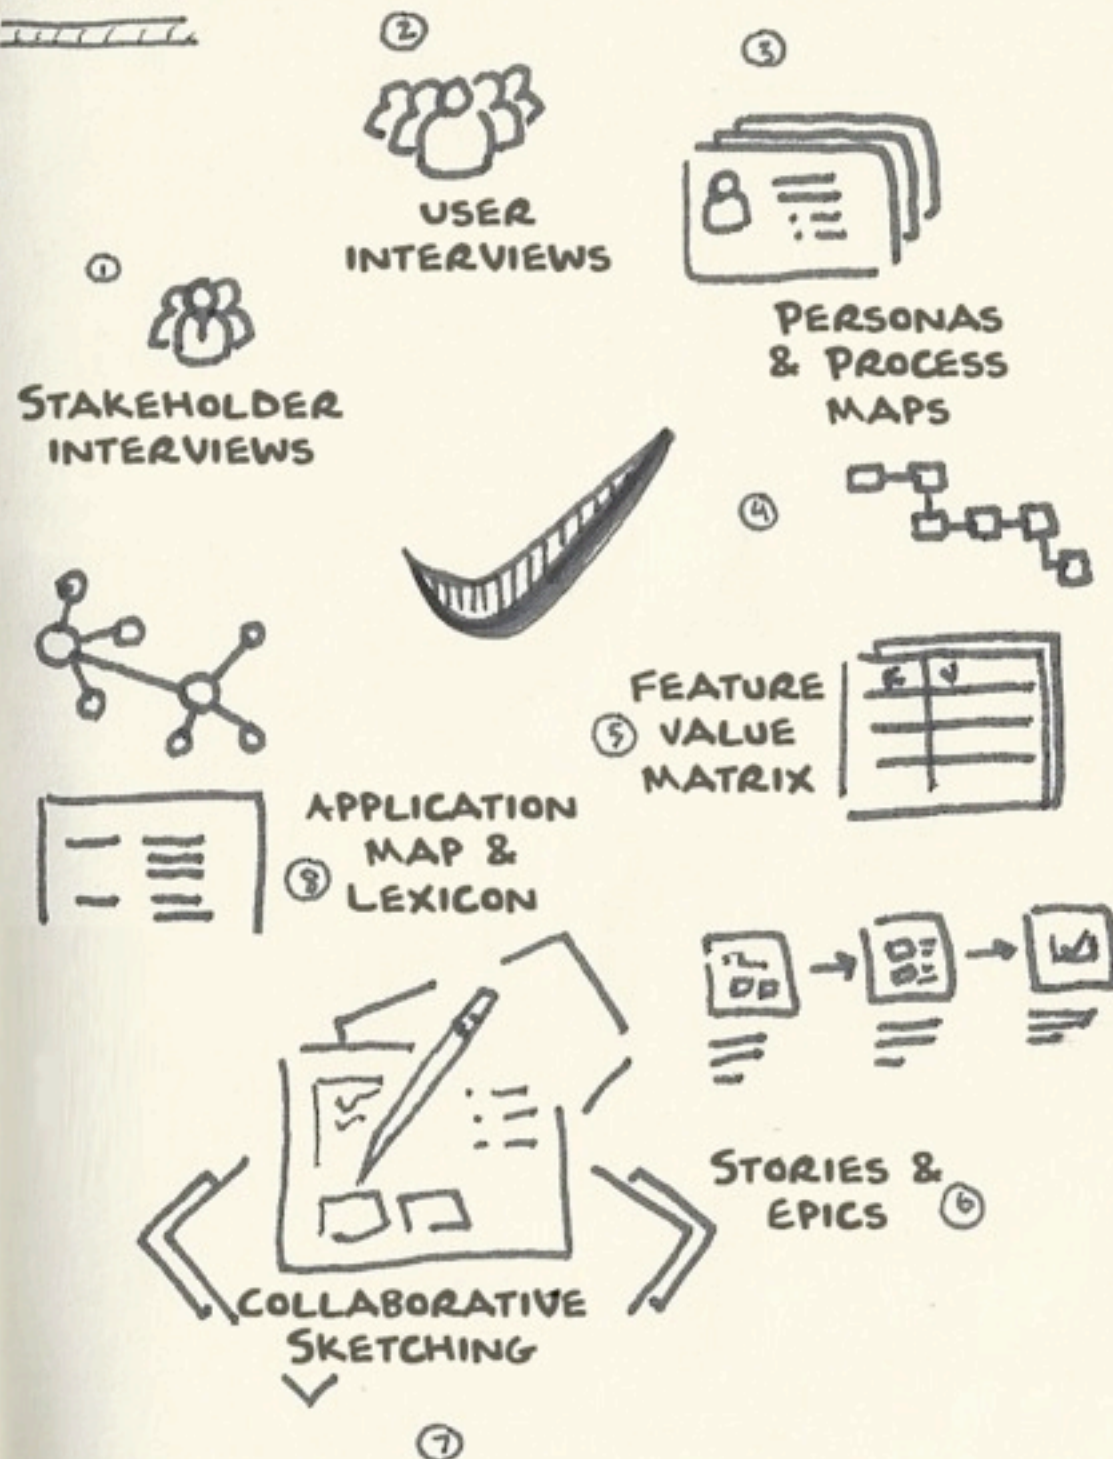 ②
③
USER
INTERVIEWS
①
STAKEHOLDER
INTERVIEWS
PERSONAS
& PROCESS
MAPS
④
FEATURE
⑤ VALUE
MATRIX
F V
APPLICATION
MAP &
⑧ LEXICON
STORIES &
EPICS ⑥
COLLABORATIVE
SKETCHING
⑦